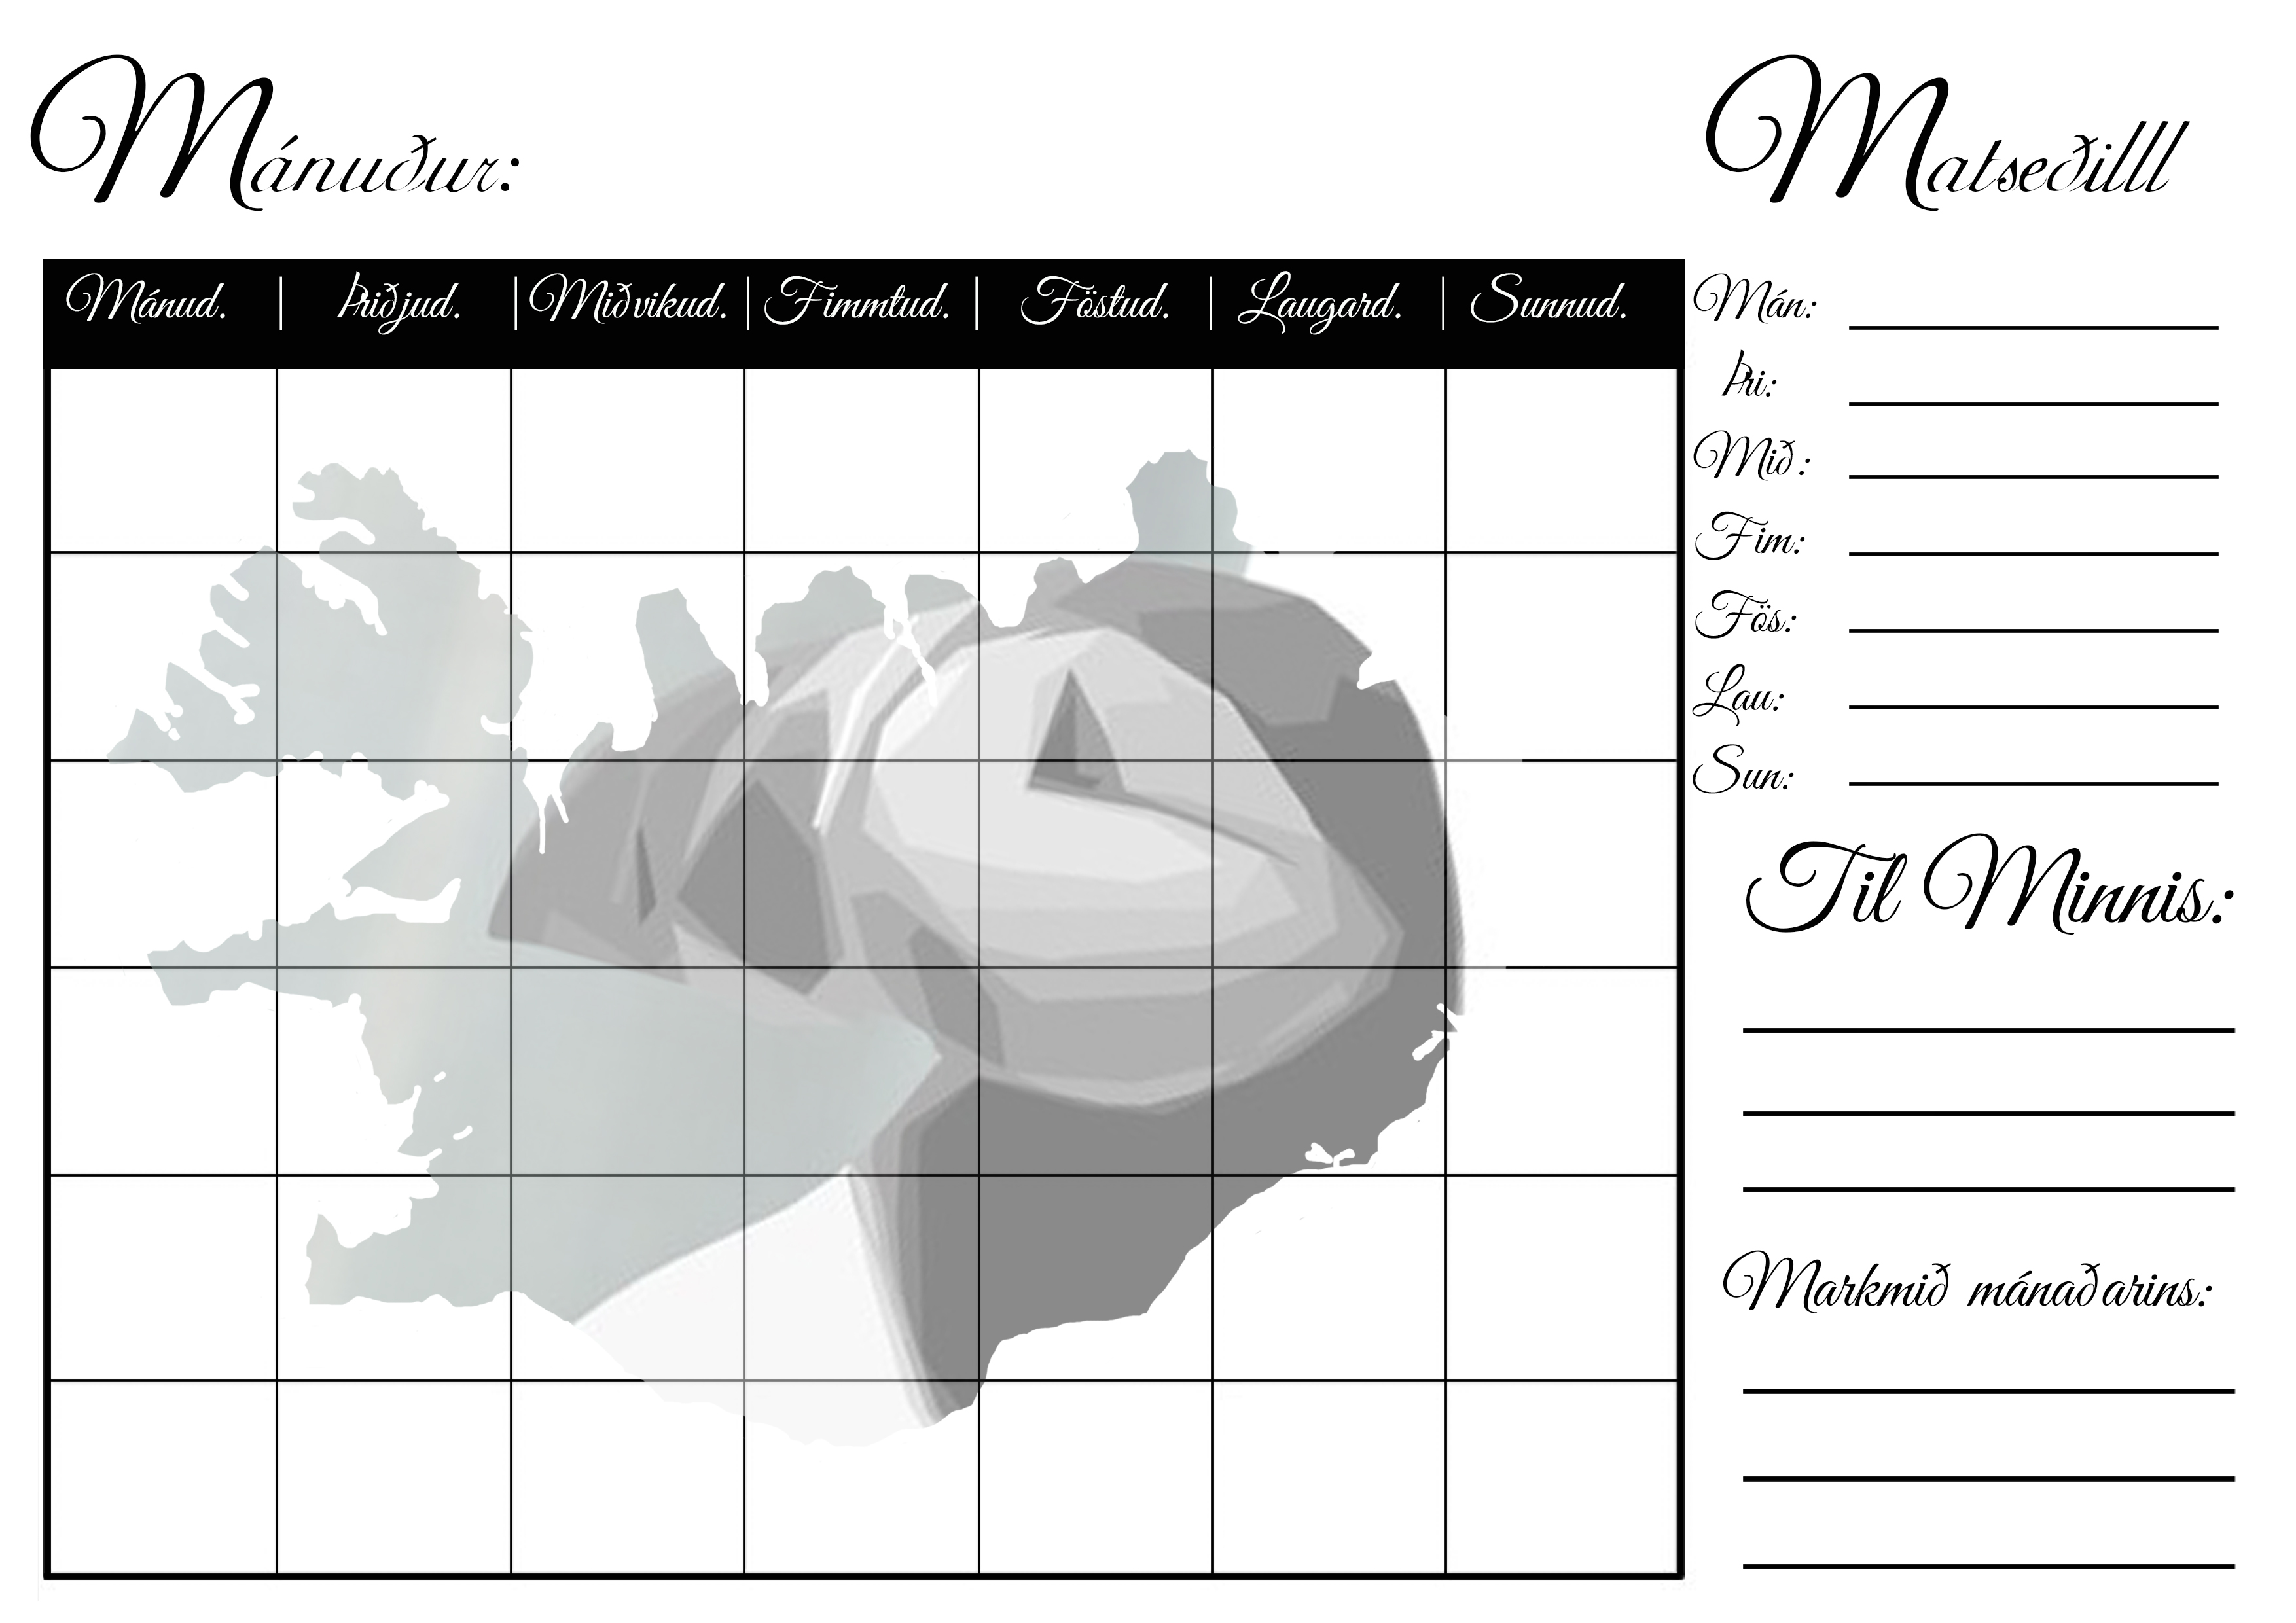 Mánuður:
Mánud. | Þriðjud. | Miðvikud. | Fimmtud. | Föstud. | Laugard. | Sunnud.
Matseðilll
Mán:
Þri:
Mið:
Fim:
Fös:
Lau:
Sun:
Til Minnis:
Markmið mánaðarins: